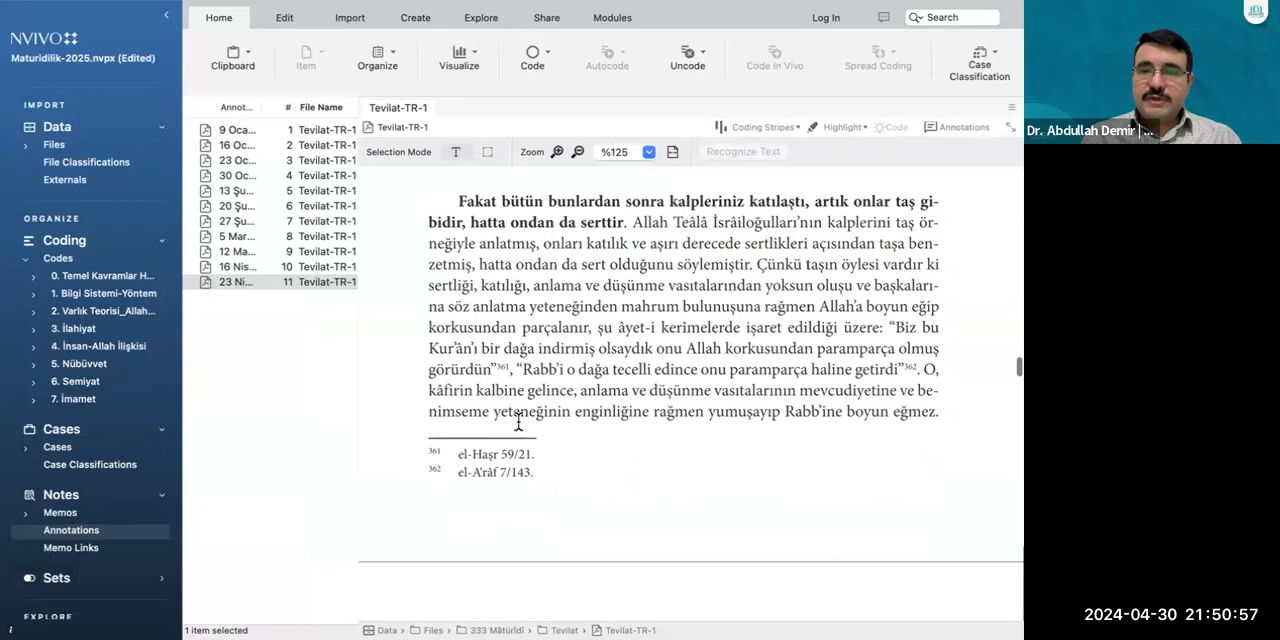 Home Edit Import Create Explore Share Modules Log In Search
NVIVO
Maturidilik-2025.nvpx (Edited)
Clipboard Item Organize Visualize Code Autocode Uncode Code In Vivo Spread Coding Case Classification
IMPORT
Data
Files
File Classifications
Externals
ORGANIZE
Coding
Codes
0. Temel Kavramlar H...
1. Bilgi Sistemi-Yöntem
2. Varlık Teorisi_Allah...
3. İlahiyat
4. İnsan-Allah İlişkisi
5. Nübüvvet
6. Semiyat
7. İmamet
Cases
Cases
Case Classifications
Notes
Memos
Annotations
Memo Links
Sets
EXPLORE
Annot... # File Name
9 Oca... 1 Tevilat-TR-1
16 Oc... 2 Tevilat-TR-1
23 Oc... 3 Tevilat-TR-1
30 Oc... 4 Tevilat-TR-1
13 Şu... 5 Tevilat-TR-1
20 Şu... 6 Tevilat-TR-1
27 Şu... 7 Tevilat-TR-1
5 Mar... 8 Tevilat-TR-1
12 Ma... 9 Tevilat-TR-1
16 Nis... 10 Tevilat-TR-1
23 Ni... 11 Tevilat-TR-1
1 item selected
Tevilat-TR-1
Tevilat-TR-1 Coding Stripes Highlight Code Annotations
Selection Mode T Zoom %125 Recognize Text
Fakat bütün bunlardan sonra kalpleriniz katılaştı, artık onlar taş gi-
bidir, hatta ondan da serttir. Allah Teâlâ İsrâiloğulları’nın kalplerini taş ör-
neğiyle anlatmış, onları katılık ve aşırı derecede sertlikleri açısından taşa ben-
zetmiş, hatta ondan da sert olduğunu söylemiştir. Çünkü taşın öylesi vardır ki
sertliği, katılığı, anlama ve düşünme vasıtalarından yoksun oluşu ve başkaları-
na söz anlatma yeteneğinden mahrum bulunuşuna rağmen Allah’a boyun eğip
korkusundan parçalanır, şu âyet-i kerîmelerde işaret edildiği üzere: “Biz bu
Kur’ân’ı bir dağa indirmiş olsaydık onu Allah korkusundan paramparça olmuş
görürdün”361, “Rabb’i o dağa tecelli edince onu paramparça haline getirdi”362. O,
kâfirin kalbine gelince, anlama ve düşünme vasıtalarının mevcudiyetine ve be-
nimseme yeteneğinin enginliğine rağmen yumuşayıp Rabb’ine boyun eğmez.
361 el-Haşr 59/21.
362 el-A‘râf 7/143.
Data Files 333 Mâtürîdî Tevilat Tevilat-TR-1
Dr. Abdullah Demir | ...
2024-04-30 21:50:57